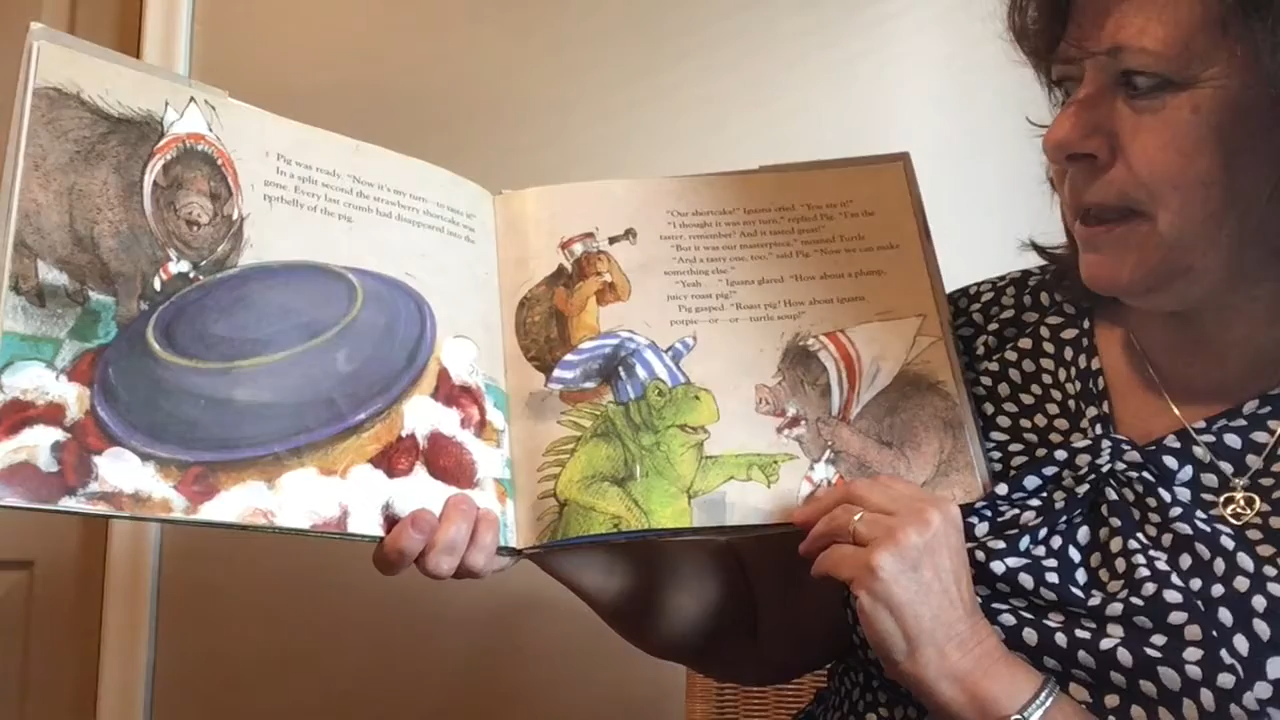 Pig was ready. "Now it's my turn—to taste it!"
In a split second the strawberry shortcake was
gone. Every last crumb had disappeared into the
potbelly of the pig.
"Our shortcake!" Iguana cried. "You ate it!"
"I thought it was my turn," replied Pig. "I'm the
taster, remember? And it tasted great!"
"But it was our masterpiece," moaned Turtle.
"And a tasty one, too," said Pig. "Now we can make
something else."
"Yeah . . ." Iguana glared. "How about a plump,
juicy roast pig?"
Pig gasped. "Roast pig! How about iguana
potpie—or—or—turtle soup!"